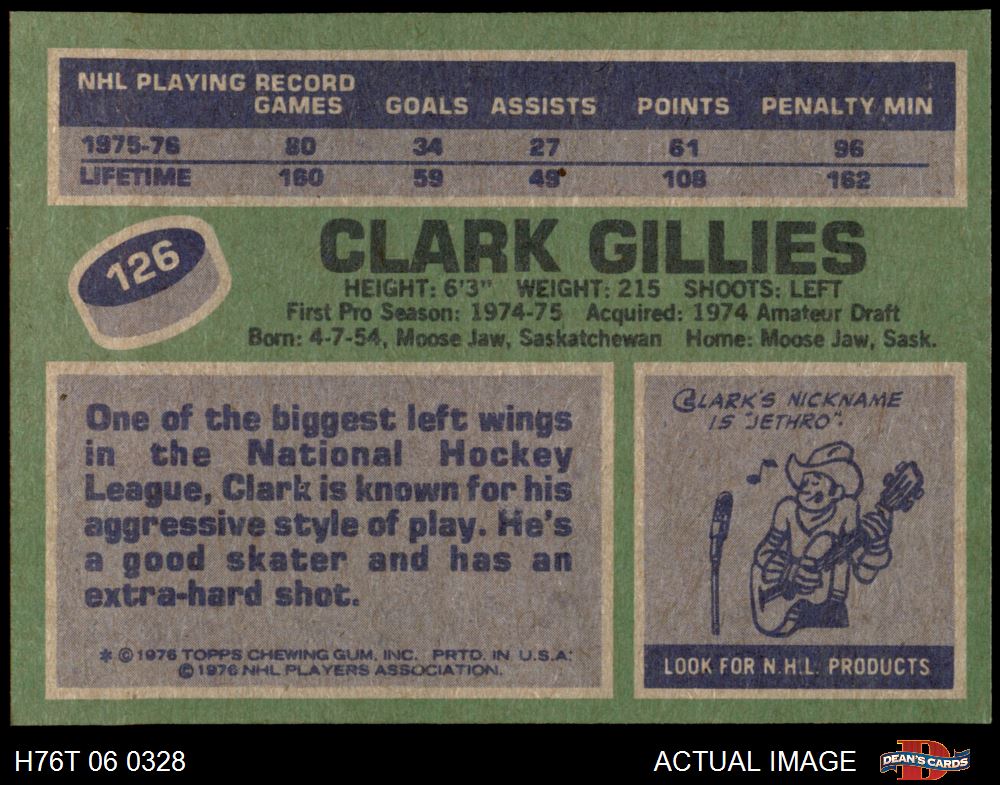 NHL PLAYING RECORD
GAMES GOALS ASSISTS POINTS PENALTY MIN
1975-76 80 34 27 61 96
LIFETIME 160 59 49 108 162
126
CLARK GILLIES
HEIGHT: 6'3" WEIGHT: 215 SHOOTS: LEFT
First Pro Season: 1974-75 Acquired: 1974 Amateur Draft
Born: 4-7-54, Moose Jaw, Saskatchewan Home: Moose Jaw, Sask.
One of the biggest left wings
in the National Hockey
League, Clark is known for his
aggressive style of play. He's
a good skater and has an
extra-hard shot.
* © 1976 TOPPS CHEWING GUM, INC. PRTD. IN U.S.A.
© 1976 NHL PLAYERS ASSOCIATION.
CLARK'S NICKNAME
IS "JETHRO".
LOOK FOR N.H.L. PRODUCTS
H76T 06 0328
ACTUAL IMAGE
D
DEAN'S CARDS